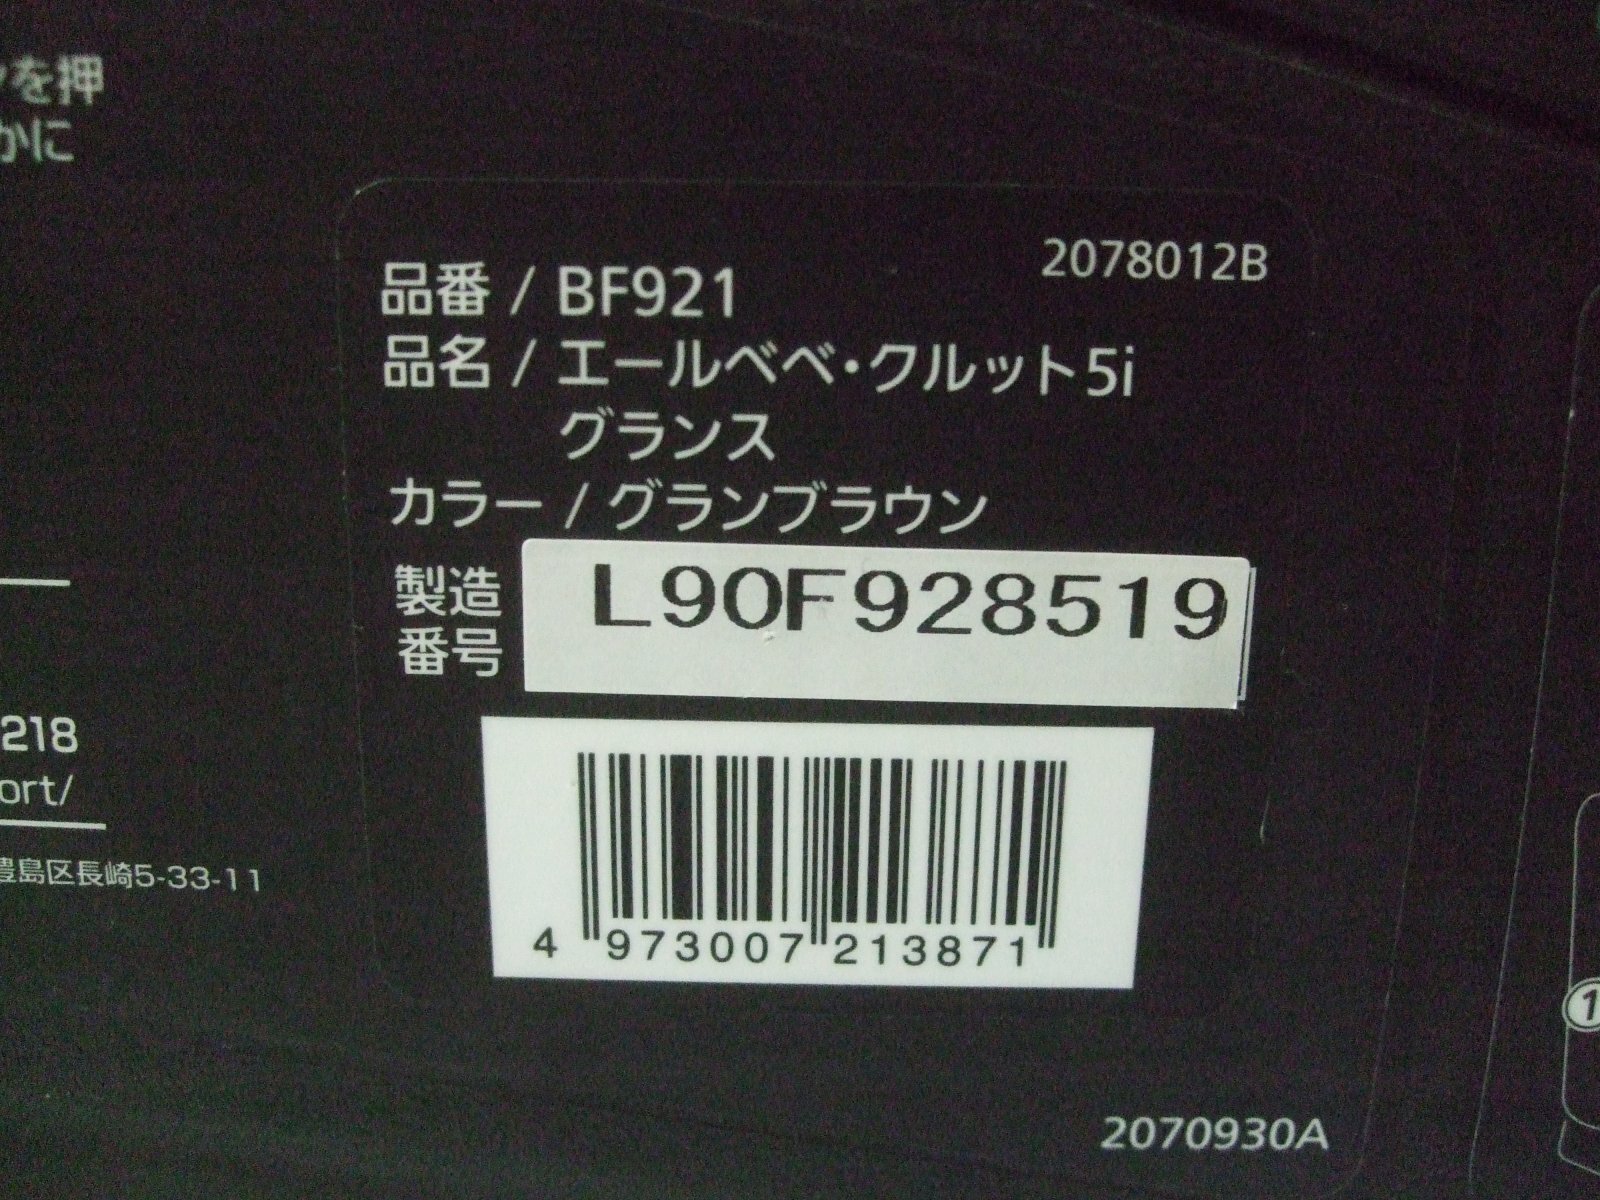 を押
かに
2078012B
品番 / BF921
品名 / エールベベ・クルット5i
グランス
カラー / グランブラウン
製造
番号
L90F928519
218
ort/
豊島区長崎5-33-11
4 973007 213871
1
2070930A